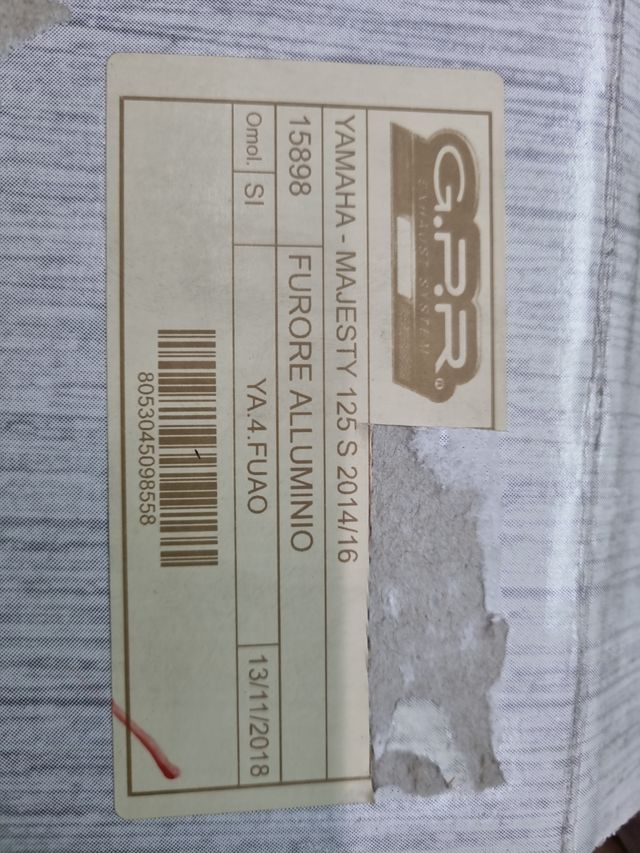 G.P.R®
EXHAUST SYSTEM
YAMAHA - MAJESTY 125 S 2014/16
15898 FURORE ALLUMINIO
Omol. SI YA.4.FUAO 13/11/2018
8053045098558